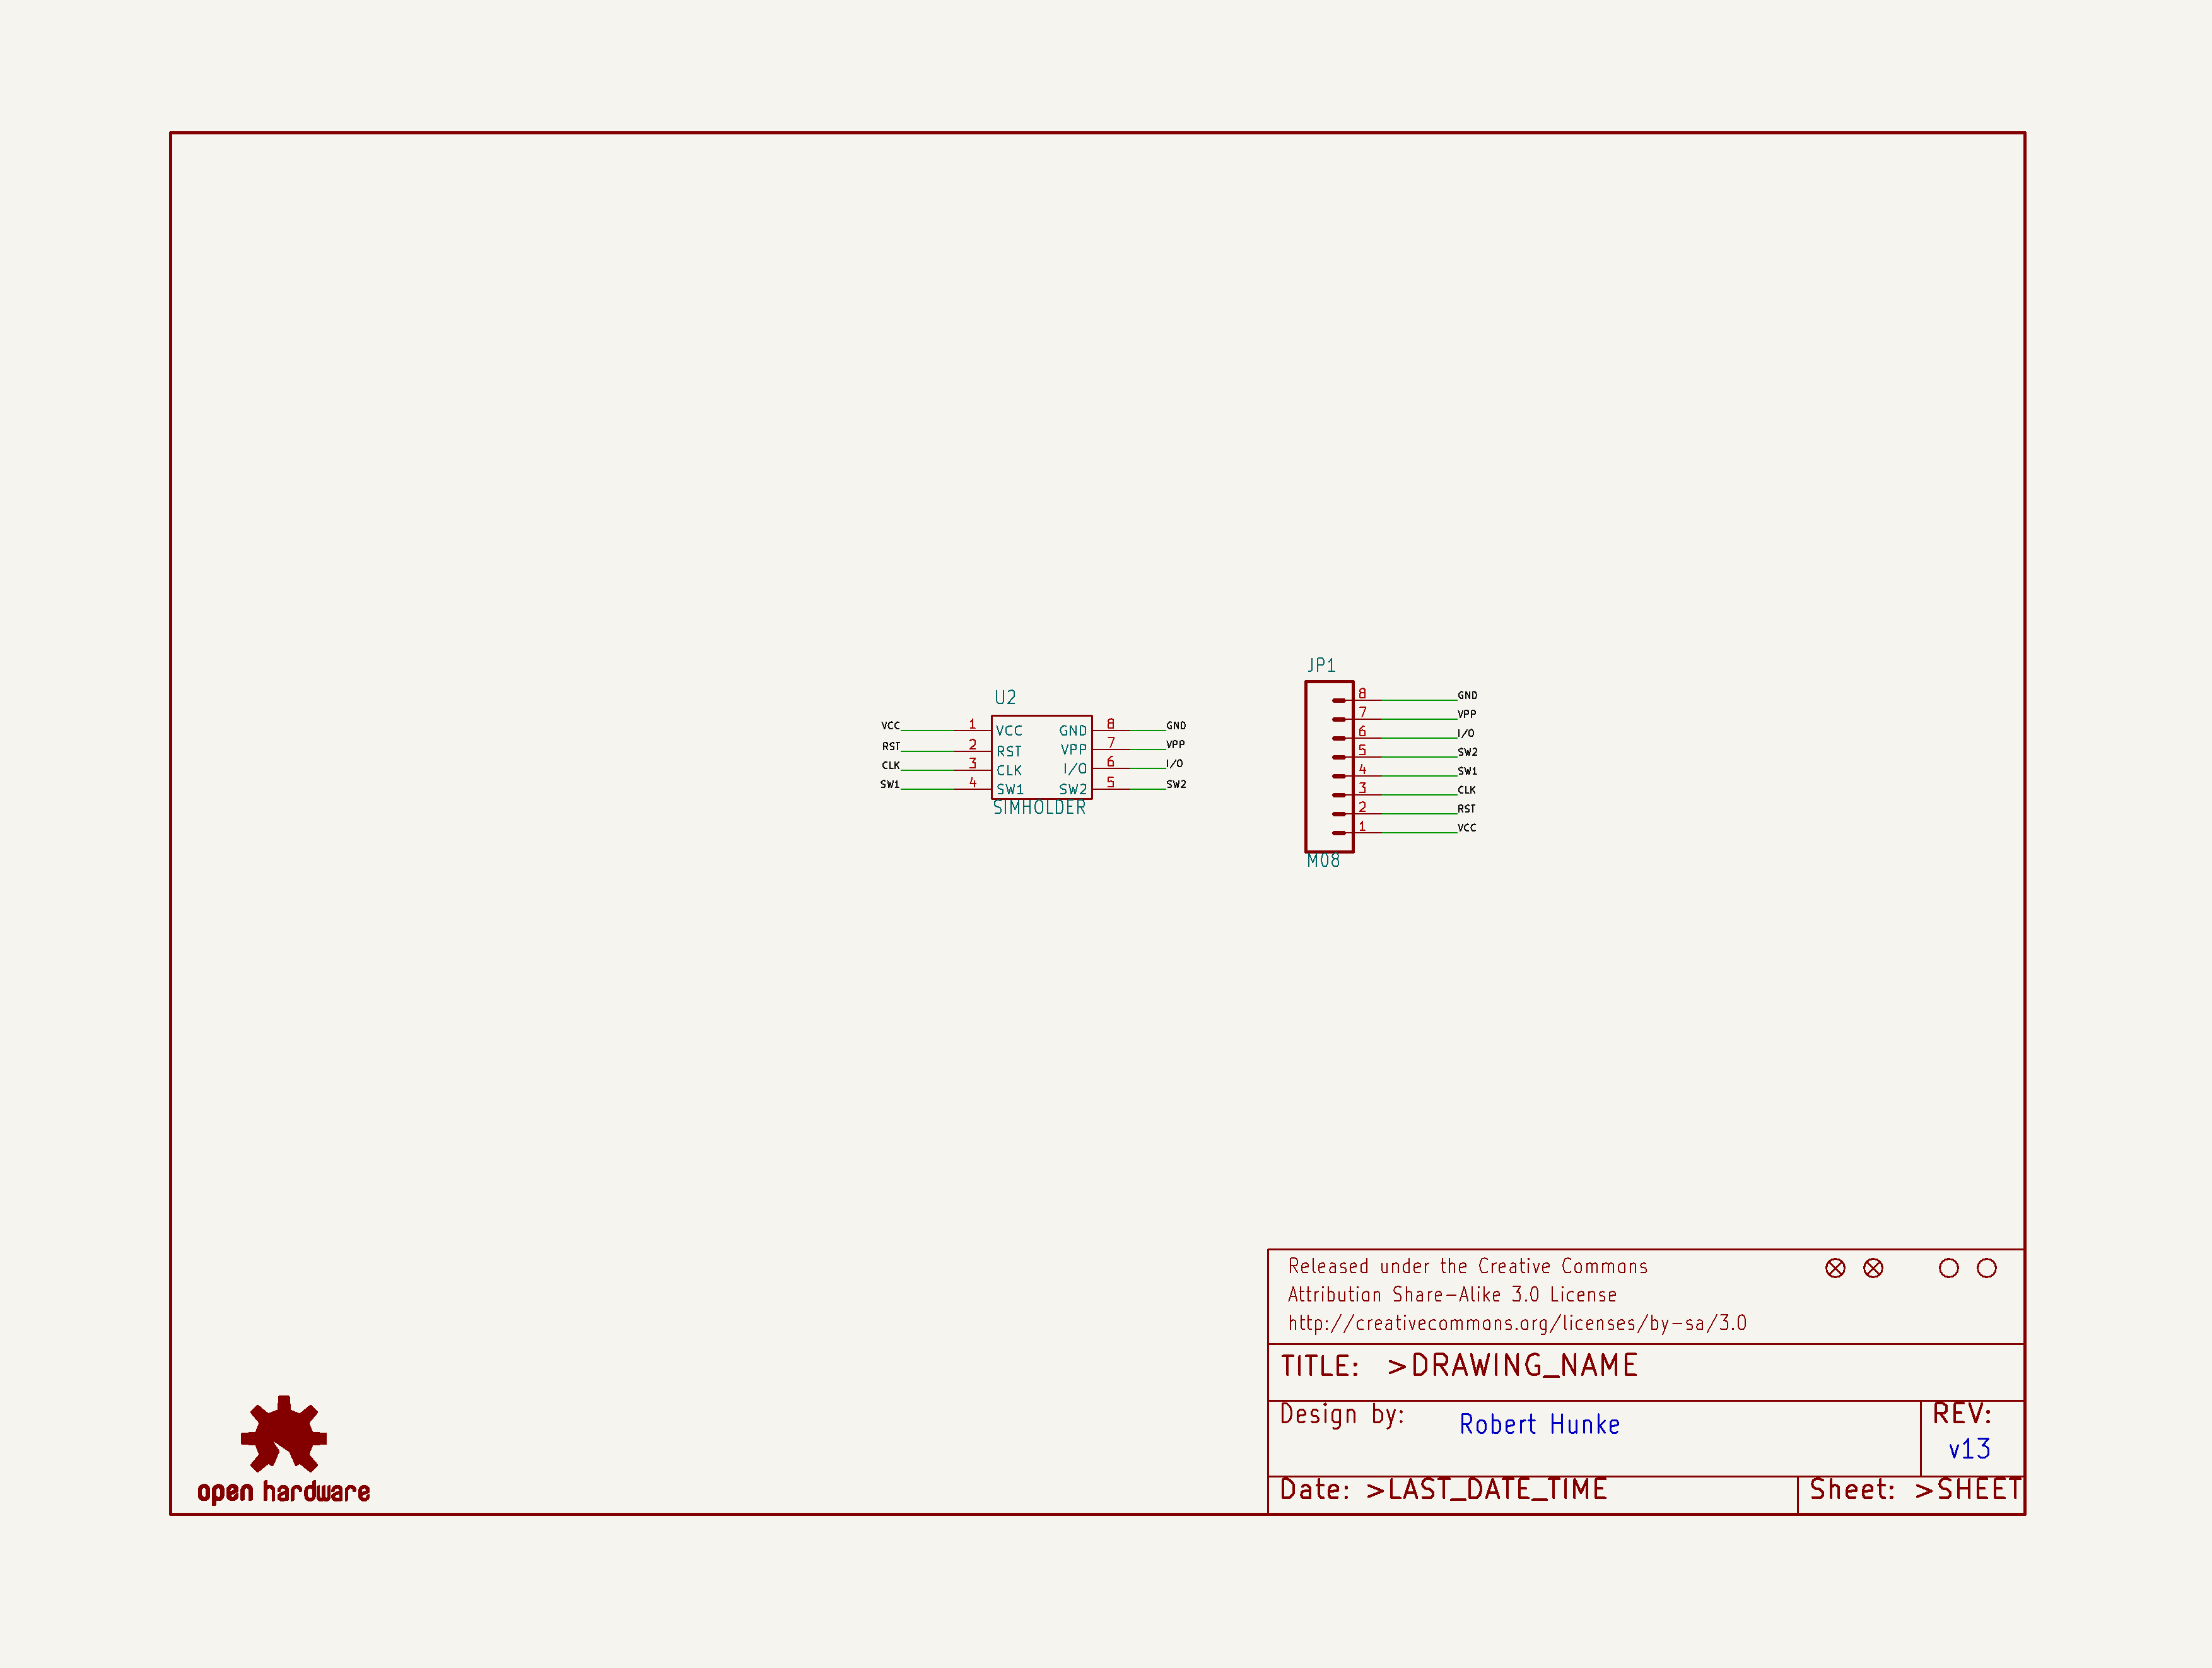 JP1
U2
VCC 1 VCC GND 8 GND
RST 2 RST VPP 7 VPP
CLK 3 CLK I/O 6 I/O
SW1 4 SW1 SW2 5 SW2
SIMHOLDER
8 GND
7 VPP
6 I/O
5 SW2
4 SW1
3 CLK
2 RST
1 VCC
M08
Released under the Creative Commons
Attribution Share-Alike 3.0 License
http://creativecommons.org/licenses/by-sa/3.0
TITLE: >DRAWING_NAME
Design by: Robert Hunke
REV:
v13
Date: >LAST_DATE_TIME
Sheet: >SHEET
open hardware